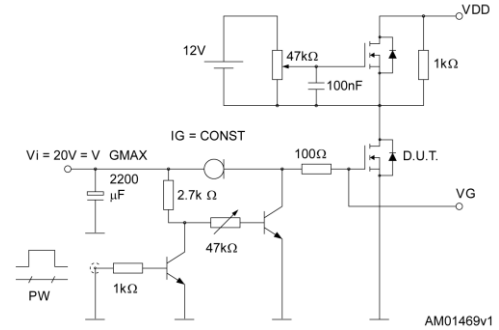 VDD
12V
47kΩ
1kΩ
100nF
IG = CONST
Vi = 20V = V GMAX
100Ω
D.U.T.
2200
μF
2.7k Ω
VG
47kΩ
1kΩ
PW
AM01469v1